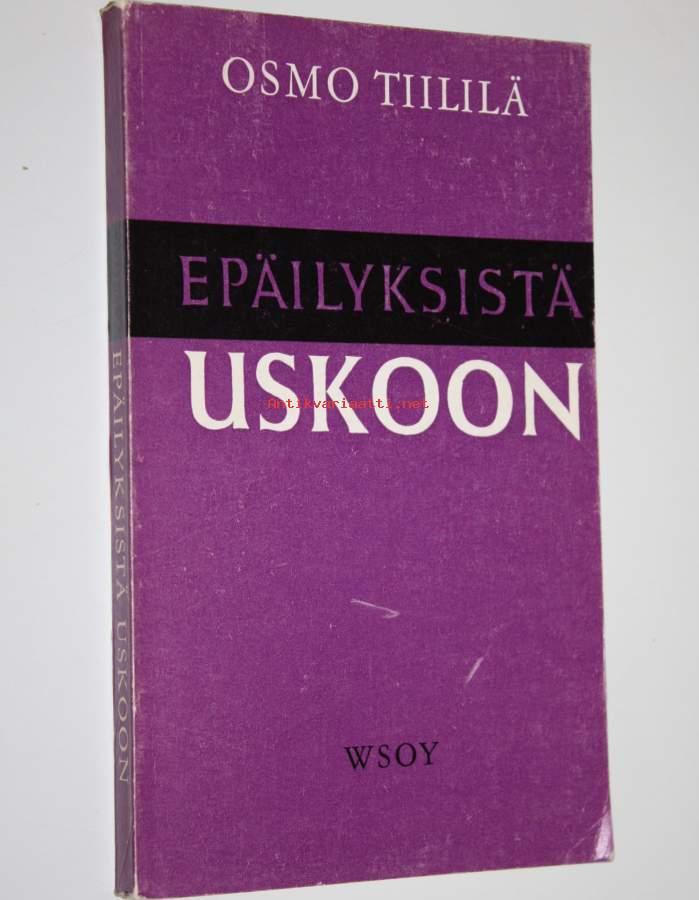 OSMO TIILILÄ
EPÄILYKSISTÄ
USKOON
Antikvariaatti.net
WSOY
EPÄILYKSISTÄ USKOON